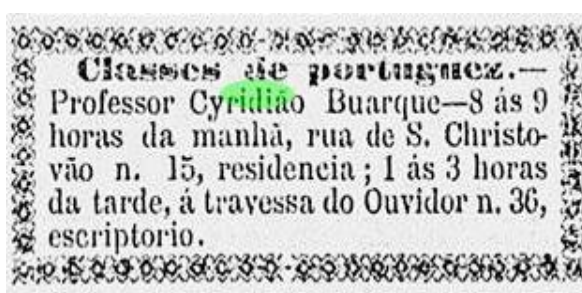 Classes de portuguez.—
Professor Cyridião Buarque—8 ás 9
horas da manhã, rua de S. Christo-
vão n. 15, residencia; 1 ás 3 horas
da tarde, á travessa do Ouvidor n. 36,
escriptorio.